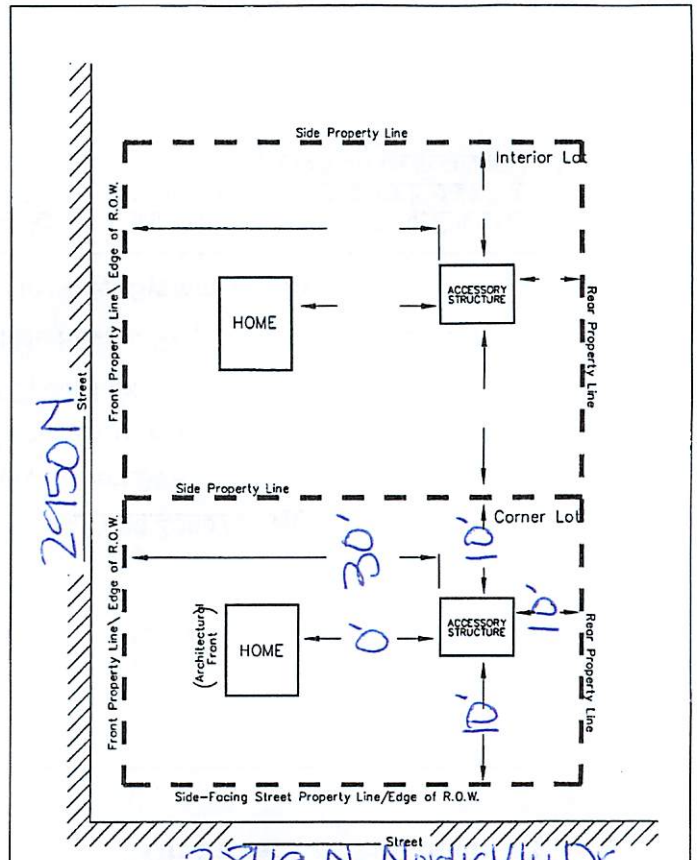 Side Property Line
Interior Lot
Front Property Line\ Edge of R.O.W.
HOME
ACCESSORY
STRUCTURE
Rear Property Line
2950 N.
Street
Side Property Line
Corner Lot
Front Property Line\ Edge of R.O.W.
30'
10'
(Architectural
Front)
HOME
0'
ACCESSORY
STRUCTURE
10'
Rear Property Line
10'
Side-Facing Street Property Line/Edge of R.O.W.
Street
N. Nordic Dr